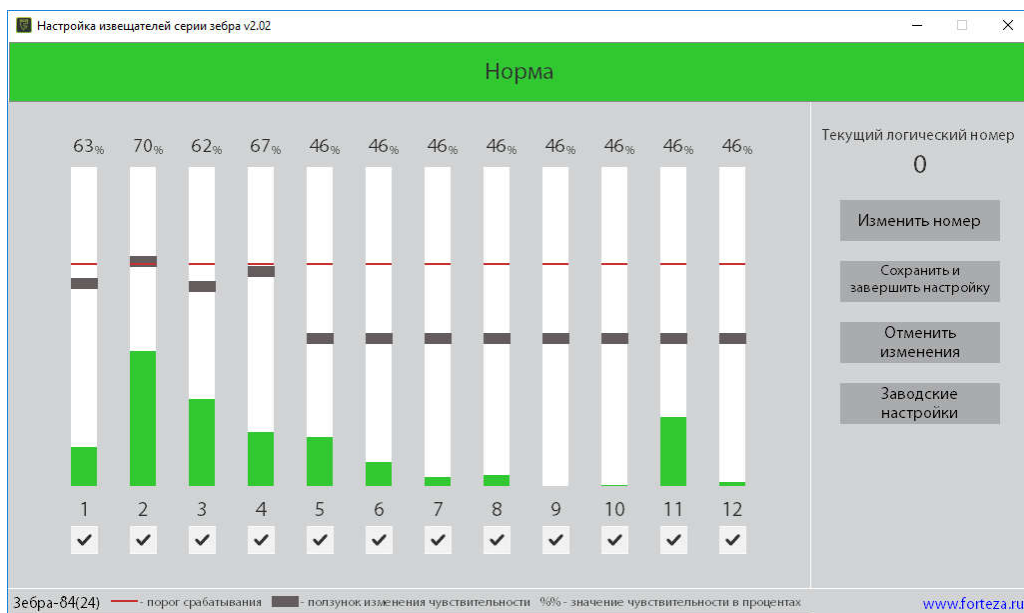 Настройка извещателей серии зебра v2.02
Норма
63% 70% 62% 67% 46% 46% 46% 46% 46% 46% 46% 46%
1 2 3 4 5 6 7 8 9 10 11 12
Текущий логический номер
0
Изменить номер
Сохранить и
завершить настройку
Отменить
изменения
Заводские
настройки
Зебра-84(24) - порог срабатывания - ползунок изменения чувствительности %% - значение чувствительности в процентах
www.forteza.ru